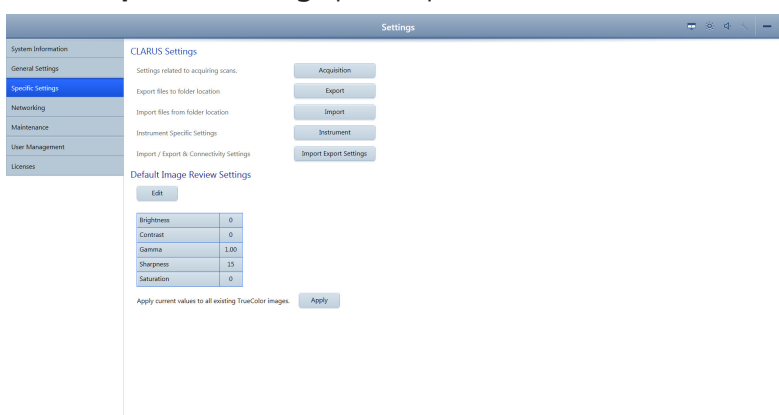 Settings
System Information
General Settings
Specific Settings
Networking
Maintenance
User Management
Licenses
CLARUS Settings
Settings related to acquiring scans. Acquisition
Export files to folder location Export
Import files from folder location Import
Instrument Specific Settings Instrument
Import / Export & Connectivity Settings Import Export Settings
Default Image Review Settings
Edit
Brightness 0
Contrast 0
Gamma 1.00
Sharpness 15
Saturation 0
Apply current values to all existing TrueColor images. Apply